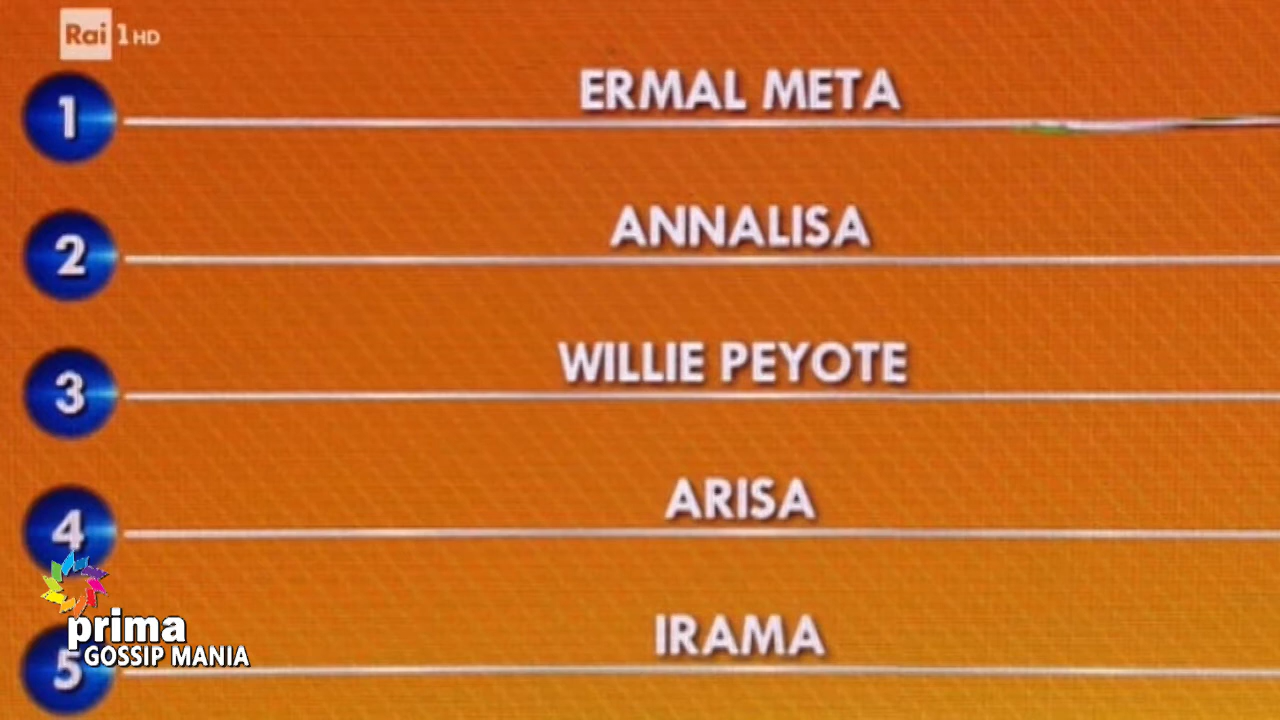 Rai 1 HD
1 ERMAL META
2 ANNALISA
3 WILLIE PEYOTE
4 ARISA
prima
GOSSIP MANIA
5 IRAMA